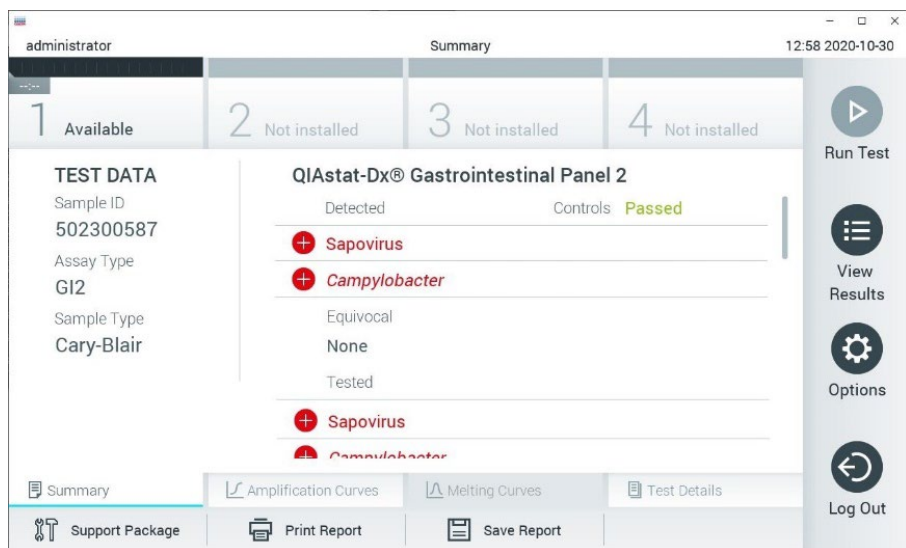 administrator Summary 12:58 2020-10-30
--:--
1 Available 2 Not installed 3 Not installed 4 Not installed
Run Test
TEST DATA
Sample ID
502300587
Assay Type
GI2
Sample Type
Cary-Blair
QIAstat-Dx® Gastrointestinal Panel 2
Detected Controls Passed
Sapovirus
Campylobacter
Equivocal
None
Tested
Sapovirus
Campylobacter
View
Results
Options
Log Out
Summary Amplification Curves Melting Curves Test Details
Support Package Print Report Save Report